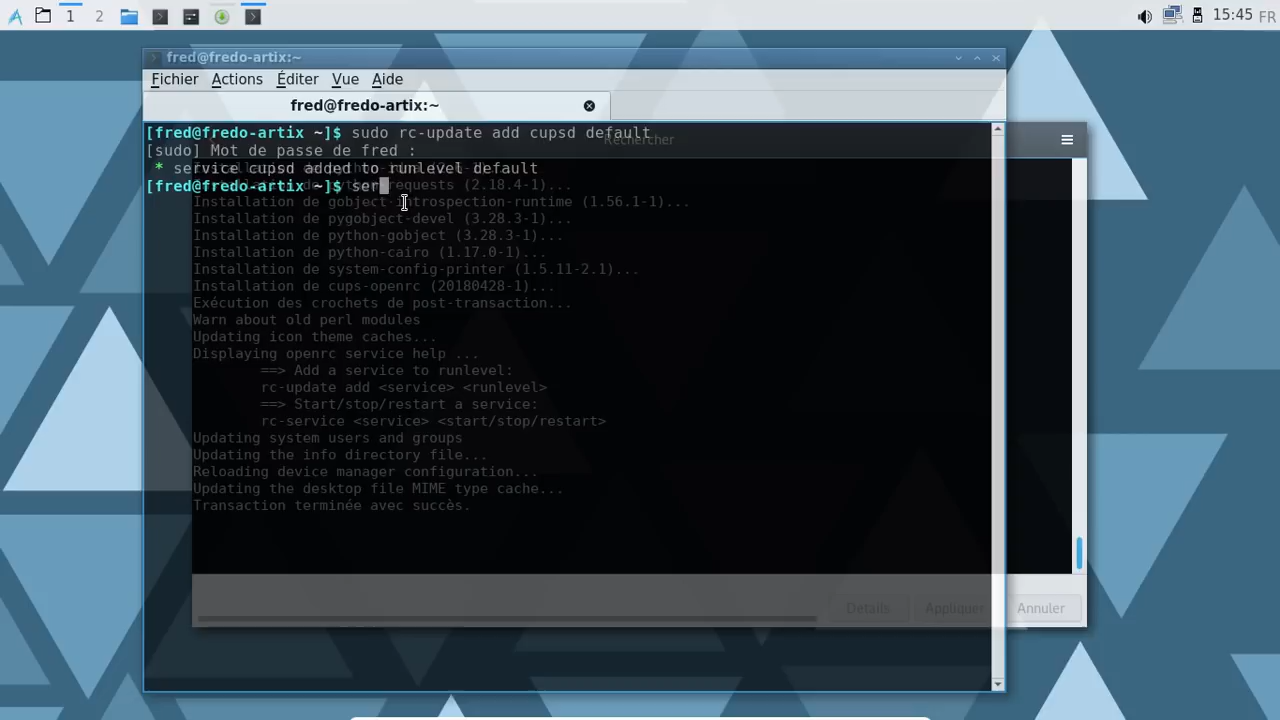 1 2 15:45 FR
fred@fredo-artix:~
Fichier Actions Éditer Vue Aide
fred@fredo-artix:~
[fred@fredo-artix ~]$ sudo rc-update add cupsd default
Rechercher
[sudo] Mot de passe de fred :
* service cupsd added to runlevel default
[fred@fredo-artix ~]$ ser
requests (2.18.4-1)...
Installation de gobject-introspection-runtime (1.56.1-1)...
Installation de pygobject-devel (3.28.3-1)...
Installation de python-gobject (3.28.3-1)...
Installation de python-cairo (1.17.0-1)...
Installation de system-config-printer (1.5.11-2.1)...
Installation de cups-openrc (20180428-1)...
Exécution des crochets de post-transaction...
Warn about old perl modules
Updating icon theme caches...
Displaying openrc service help ...
==> Add a service to runlevel:
rc-update add <service> <runlevel>
==> Start/stop/restart a service:
rc-service <service> <start/stop/restart>
Updating system users and groups
Updating the info directory file...
Reloading device manager configuration...
Updating the desktop file MIME type cache...
Transaction terminée avec succès.
Détails Appliquer Annuler